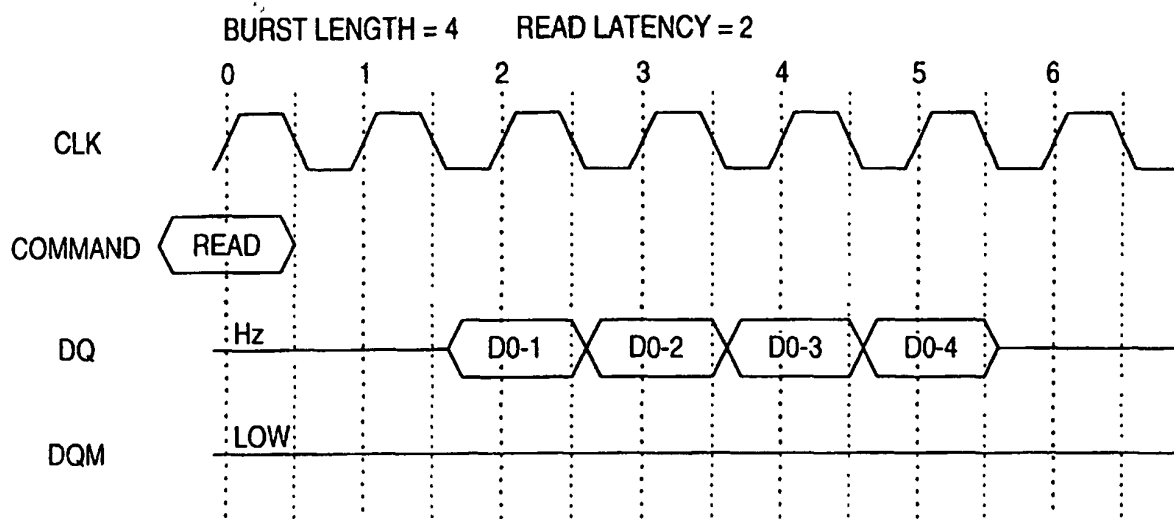 BURST LENGTH = 4 READ LATENCY = 2
0 1 2 3 4 5 6
CLK
COMMAND READ
DQ Hz D0-1 D0-2 D0-3 D0-4
DQM LOW